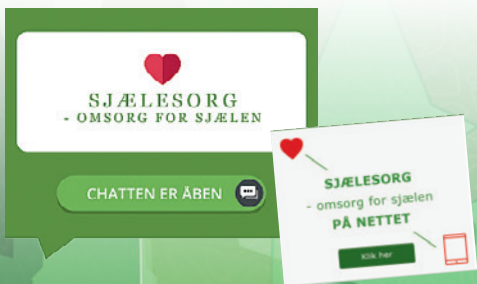 SJÆLESORG
- OMSORG FOR SJÆLEN
CHATTEN ER ÅBEN
SJÆLESORG
- omsorg for sjælen
PÅ NETTET
Klik her